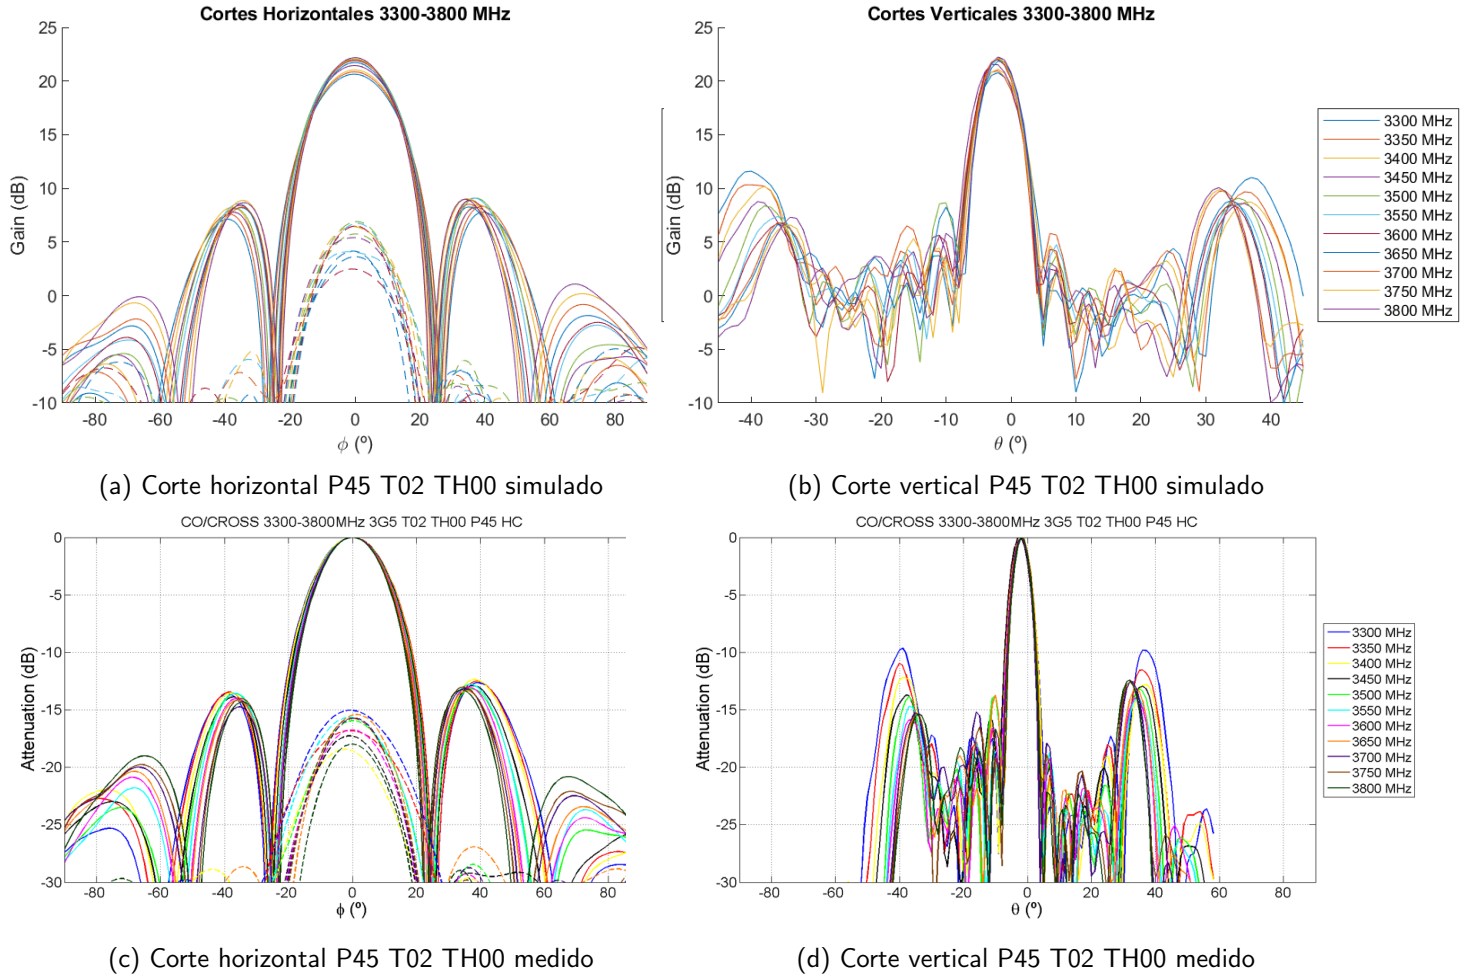 Cortes Horizontales 3300-3800 MHz
25
20
15
10
5
0
-5
-10
Gain (dB)
-80 -60 -40 -20 0 20 40 60 80
ϕ (º)
(a) Corte horizontal P45 T02 TH00 simulado
Cortes Verticales 3300-3800 MHz
25
20
15
10
5
0
-5
-10
Gain (dB)
-40 -30 -20 -10 0 10 20 30 40
θ (º)
3300 MHz
3350 MHz
3400 MHz
3450 MHz
3500 MHz
3550 MHz
3600 MHz
3650 MHz
3700 MHz
3750 MHz
3800 MHz
(b) Corte vertical P45 T02 TH00 simulado
CO/CROSS 3300-3800MHz 3G5 T02 TH00 P45 HC
0
-5
-10
-15
-20
-25
-30
Attenuation (dB)
-80 -60 -40 -20 0 20 40 60 80
ϕ (º)
(c) Corte horizontal P45 T02 TH00 medido
CO/CROSS 3300-3800MHz 3G5 T02 TH00 P45 HC
0
-5
-10
-15
-20
-25
-30
Attenuation (dB)
-80 -60 -40 -20 0 20 40 60 80
θ (º)
3300 MHz
3350 MHz
3400 MHz
3450 MHz
3500 MHz
3550 MHz
3600 MHz
3650 MHz
3700 MHz
3750 MHz
3800 MHz
(d) Corte vertical P45 T02 TH00 medido